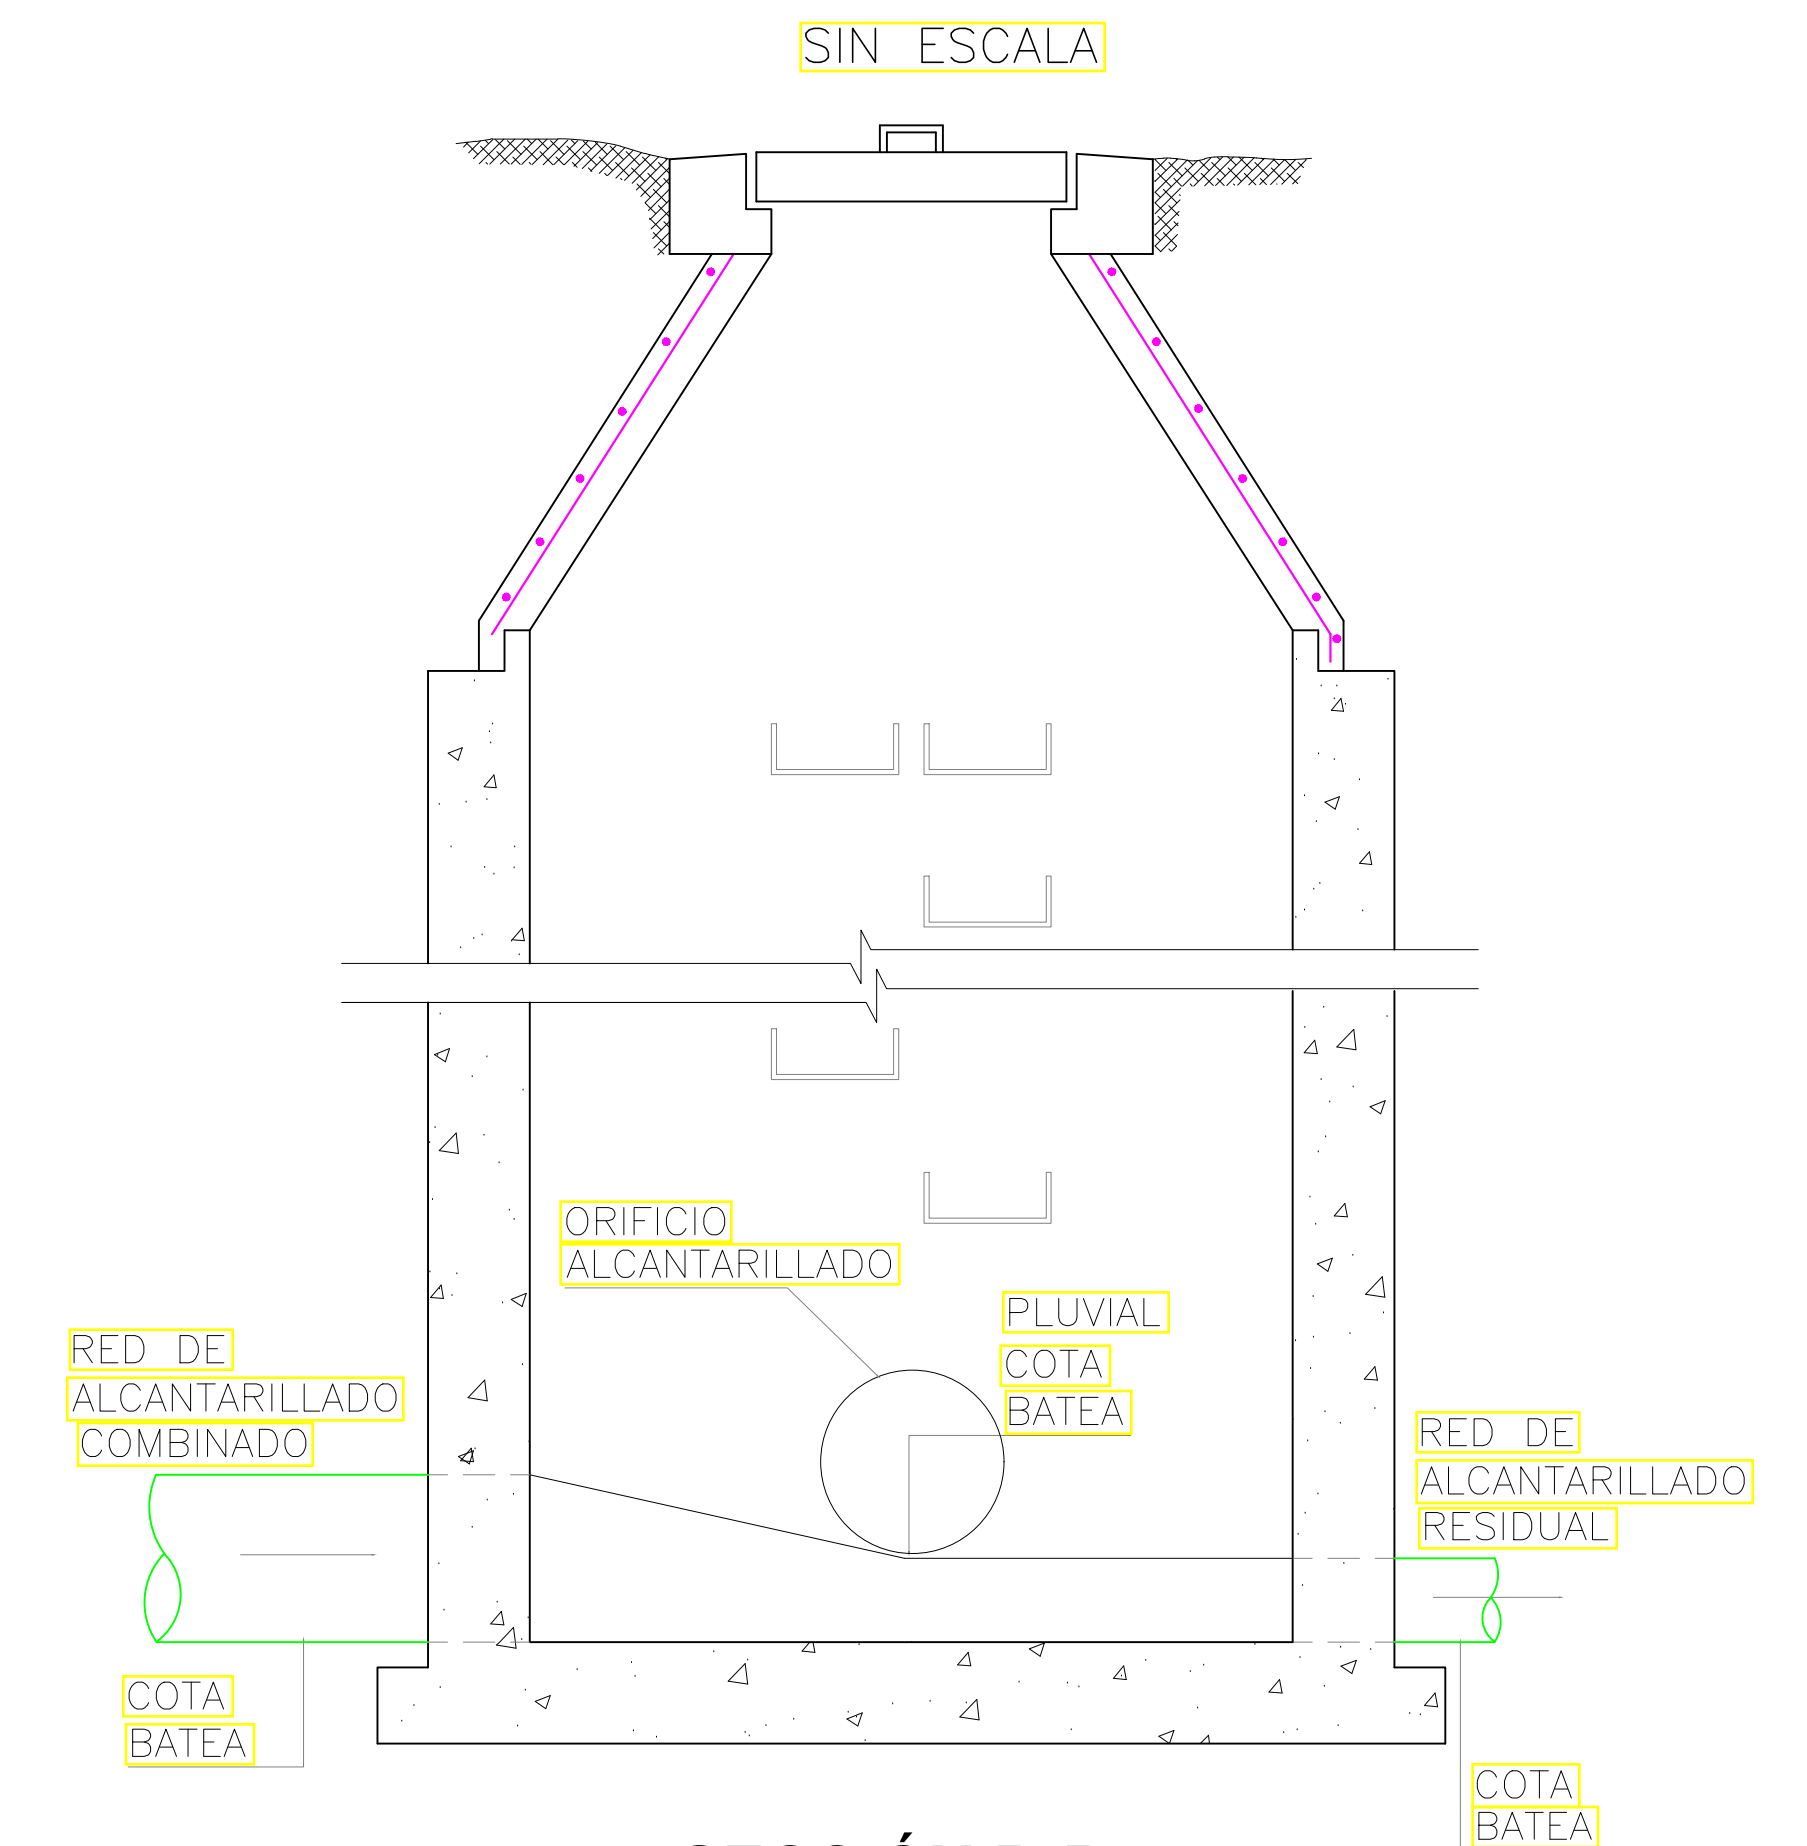 SIN ESCALA
ORIFICIO
ALCANTARILLADO
PLUVIAL
COTA
BATEA
RED DE
ALCANTARILLADO
COMBINADO
RED DE
ALCANTARILLADO
RESIDUAL
COTA
BATEA
COTA
BATEA